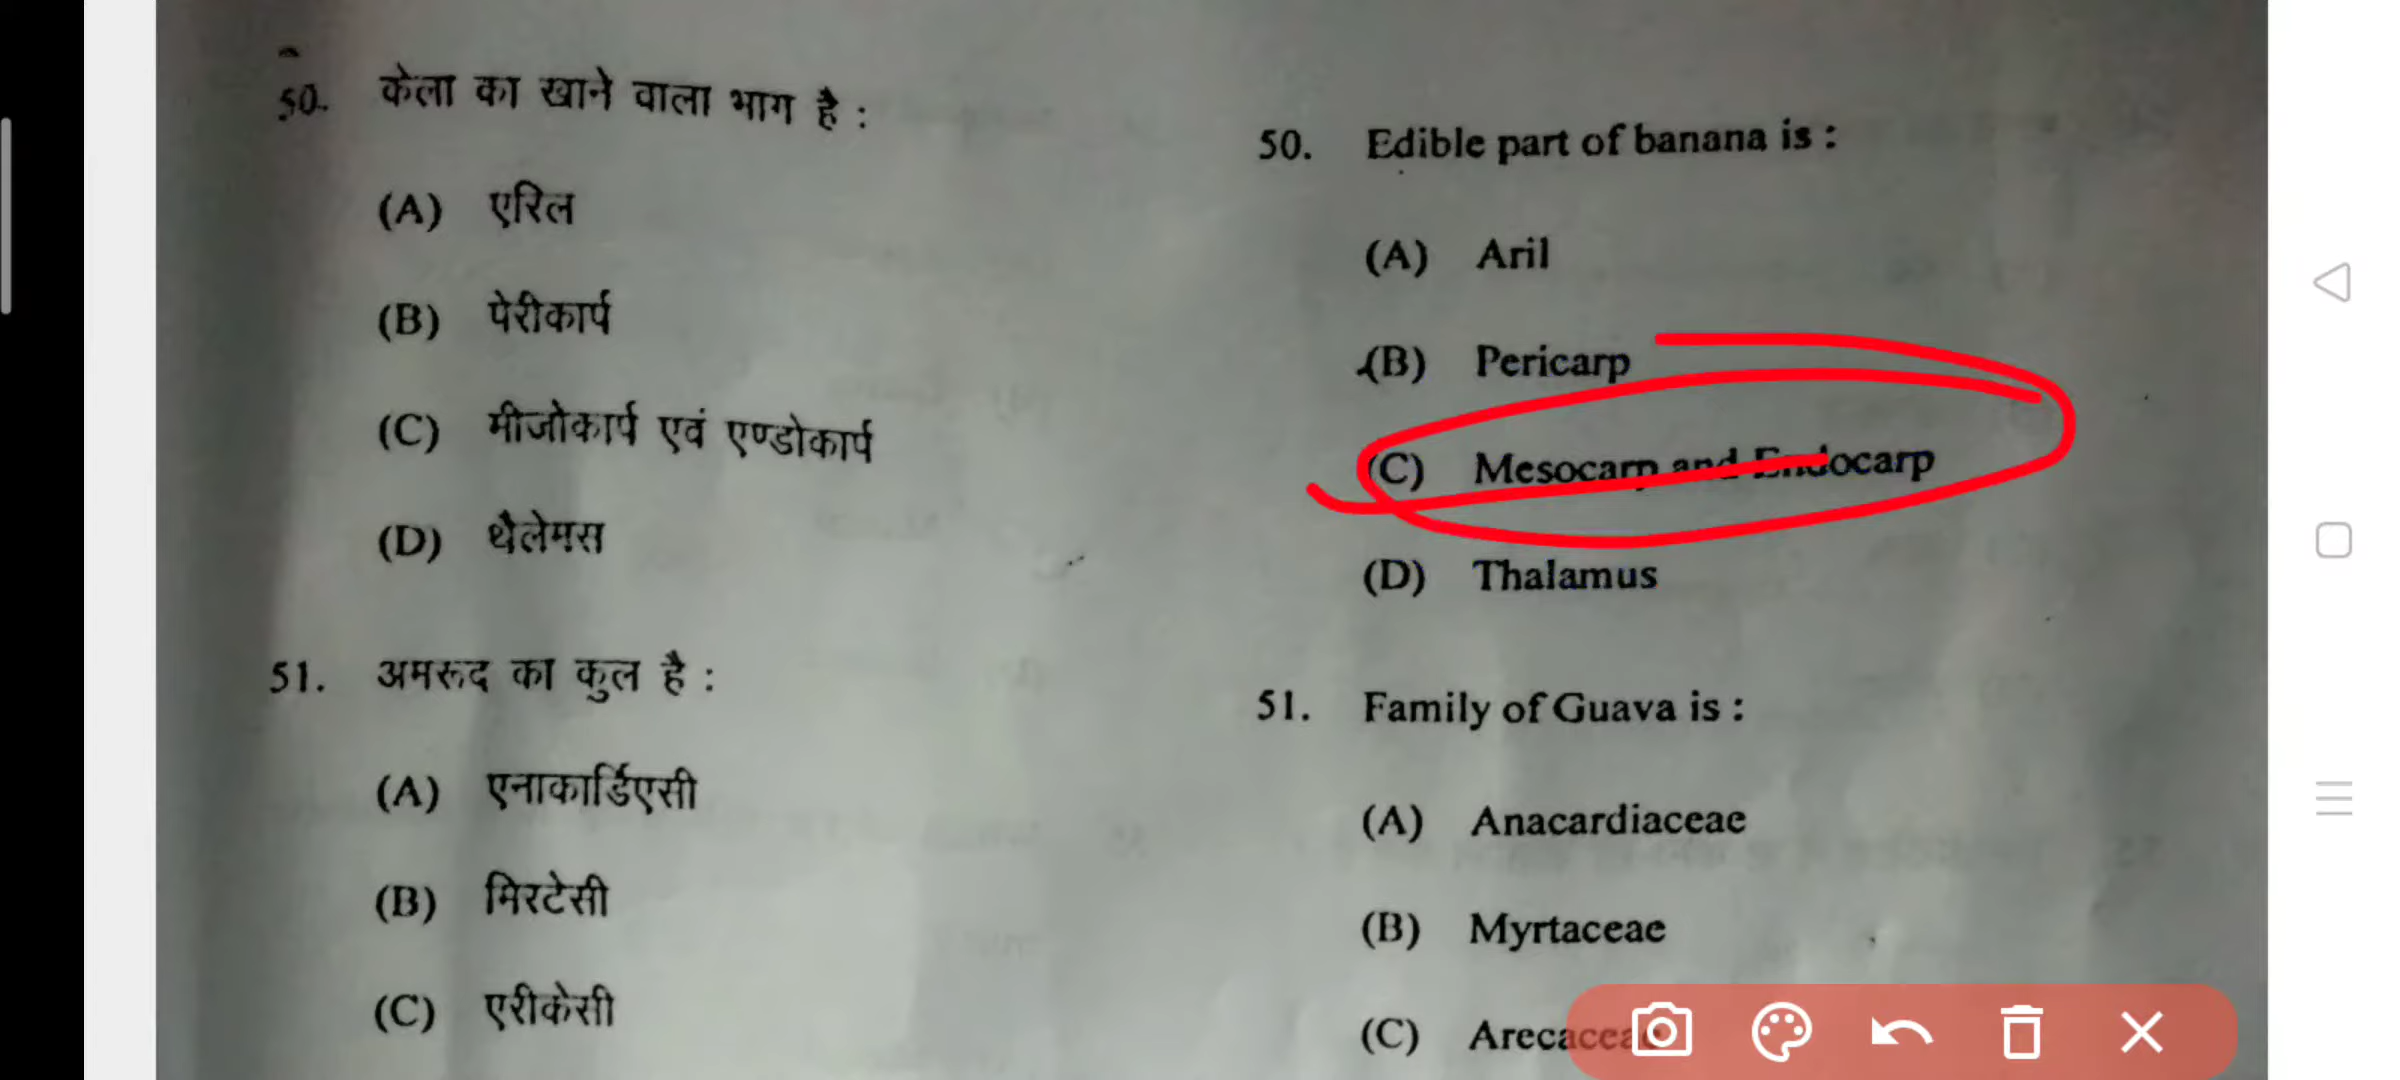 50. केला का खाने वाला भाग है :
(A) एरिल
(B) पेरीकार्प
(C) मीजोकार्प एवं एण्डोकार्प
(D) थैलेमस
51. अमरूद का कुल है :
(A) एनाकार्डिएसी
(B) मिरटेसी
(C) एरीकेसी
50. Edible part of banana is :
(A) Aril
(B) Pericarp
(C) Mesocarp and Endocarp
(D) Thalamus
51. Family of Guava is :
(A) Anacardiaceae
(B) Myrtaceae
(C) Arecaceae